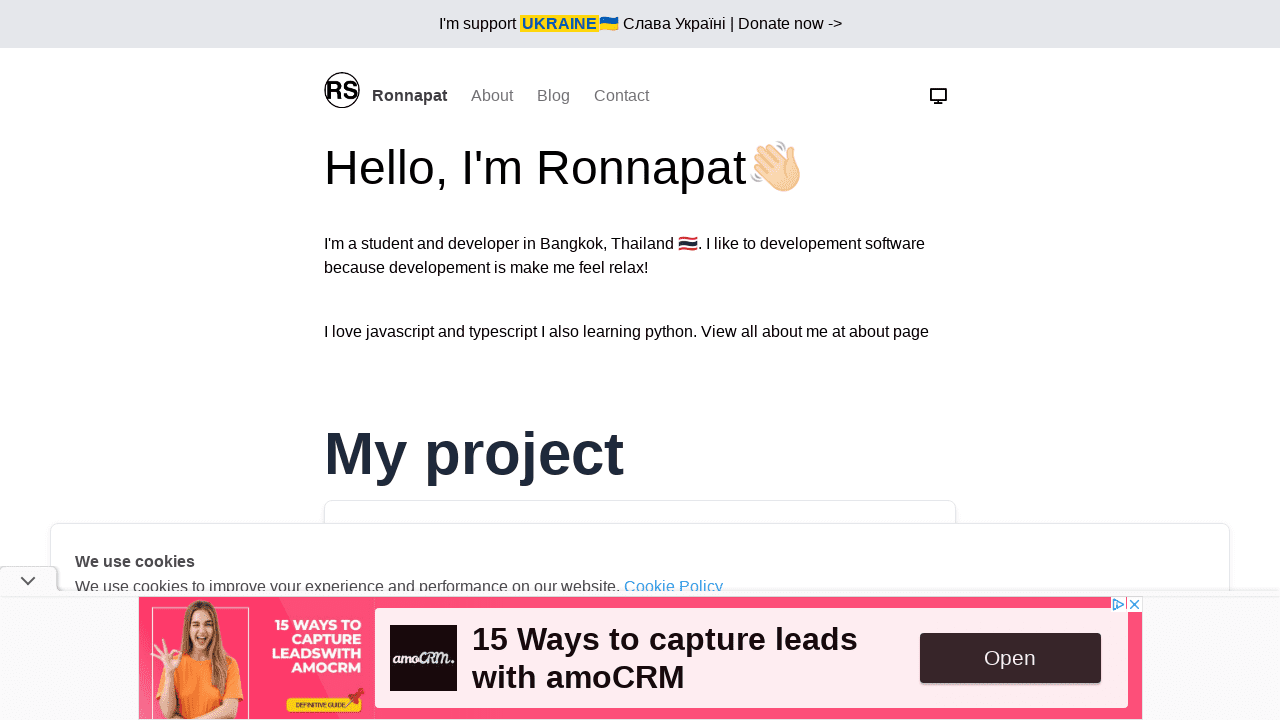 I'm support UKRAINE🇺🇦 Слава Україні | Donate now ->
RS Ronnapat About Blog Contact
Hello, I'm Ronnapat👋🏻
I'm a student and developer in Bangkok, Thailand 🇹🇭. I like to developement software
because developement is make me feel relax!
I love javascript and typescript I also learning python. View all about me at about page
My project
We use cookies
We use cookies to improve your experience and performance on our website. Cookie Policy
15 WAYS TO
CAPTURE
LEADSWITH
AMOCRM
DEFINITIVE GUIDE
amoCRM.
15 Ways to capture leads
with amoCRM
Open